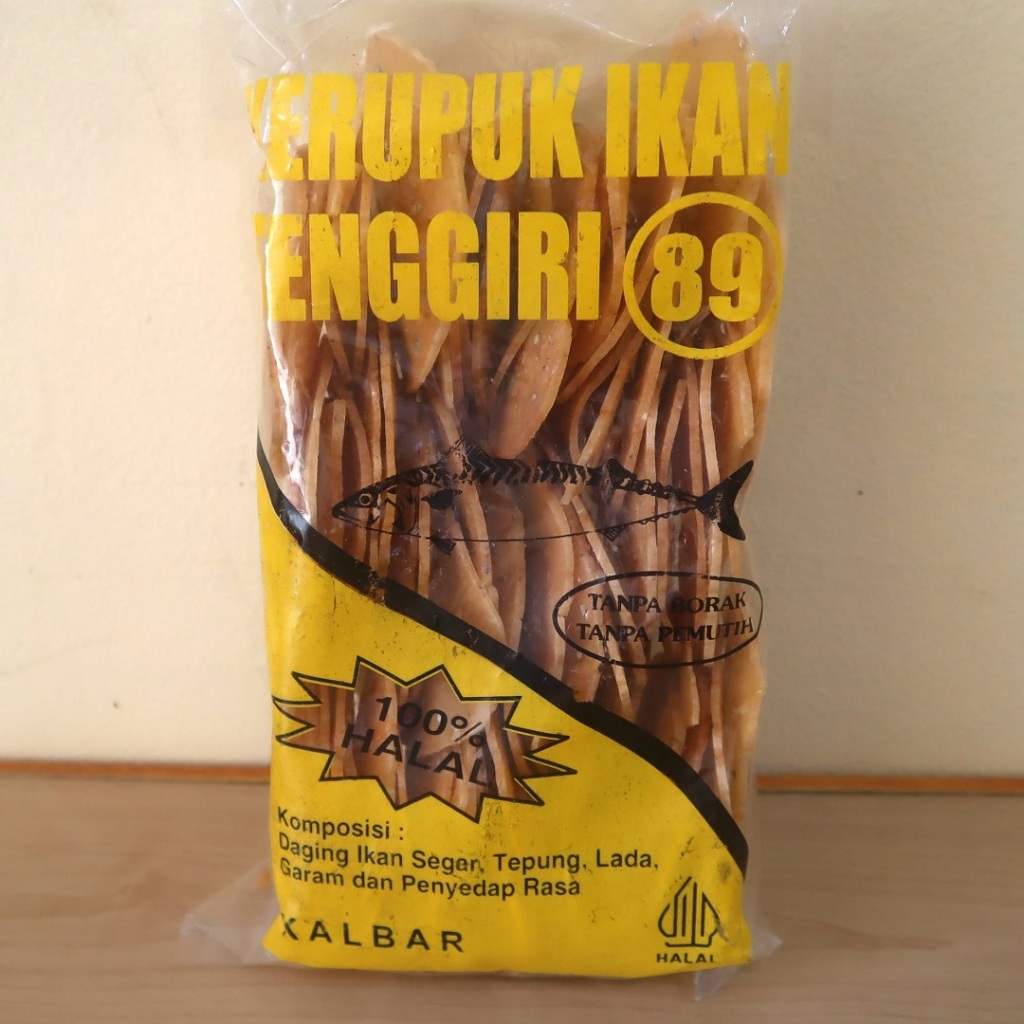 KERUPUK IKAN
TENGGIRI 89
TANPA BORAK
TANPA PEMUTIH
100%
HALAL
Komposisi :
Daging Ikan Segar, Tepung, Lada,
Garam dan Penyedap Rasa
KALBAR
HALAL